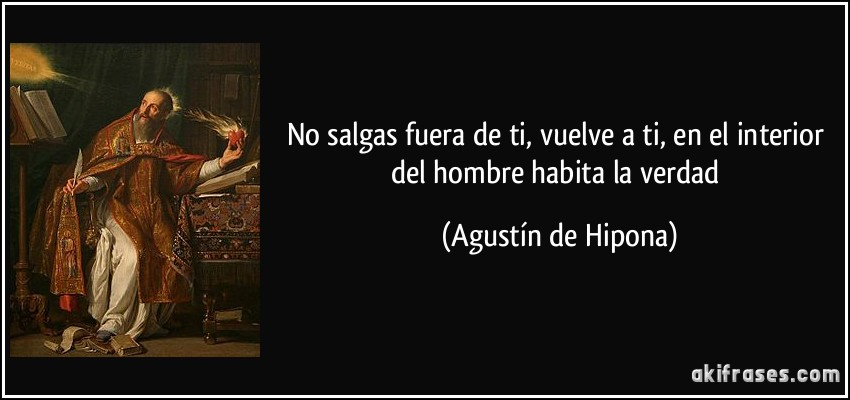 No salgas fuera de ti, vuelve a ti, en el interior
del hombre habita la verdad
(Agustín de Hipona)
akifrases.com